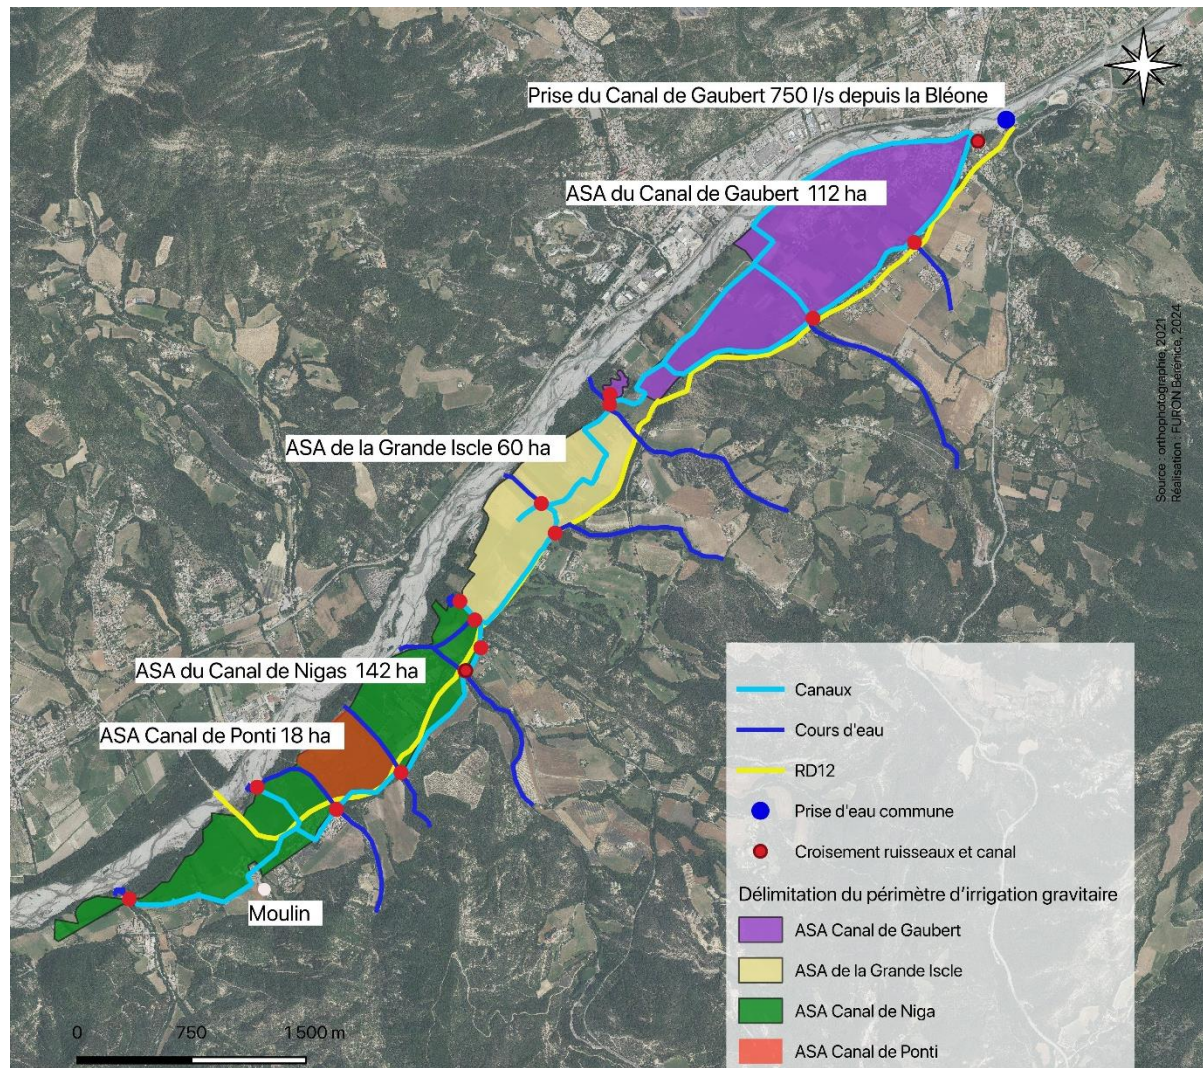 Prise du Canal de Gaubert 750 l/s depuis la Bléone
ASA du Canal de Gaubert 112 ha
Source : orthophotographie, 2021
Réalisation : FURON Bérénice, 2024
ASA de la Grande Iscle 60 ha
ASA du Canal de Nigas 142 ha
ASA Canal de Ponti 18 ha
Moulin
0 750 1 500 m
Canaux
Cours d'eau
RD12
Prise d'eau commune
Croisement ruisseaux et canal
Délimitation du périmètre d’irrigation gravitaire
ASA Canal de Gaubert
ASA de la Grande Iscle
ASA Canal de Niga
ASA Canal de Ponti